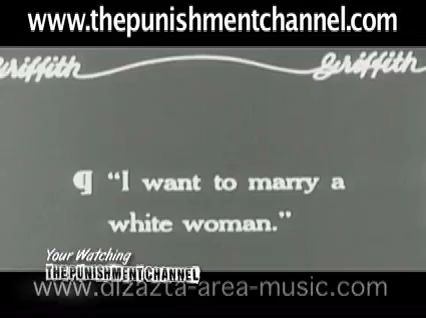 www.thepunishmentchannel.com
Griffith Griffith
¶ "I want to marry a
white woman."
Your Watching
THE PUNISHMENT CHANNEL
www.dizazta-area-music.com